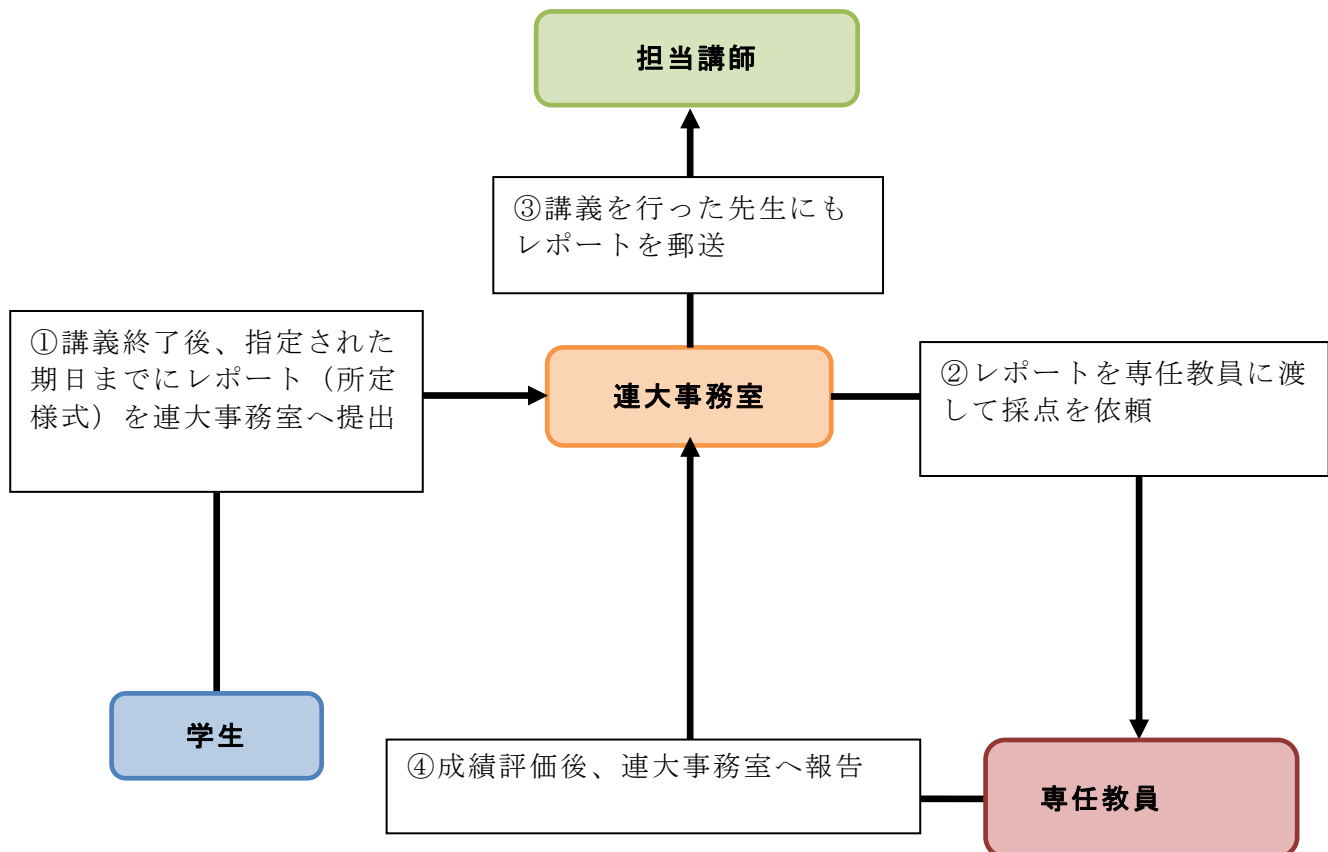 担当講師
③講義を行った先生にも
レポートを郵送
①講義終了後、指定された
期日までにレポート（所定
様式）を連大事務室へ提出
連大事務室
②レポートを専任教員に渡
して採点を依頼
学生
④成績評価後、連大事務室へ報告
専任教員